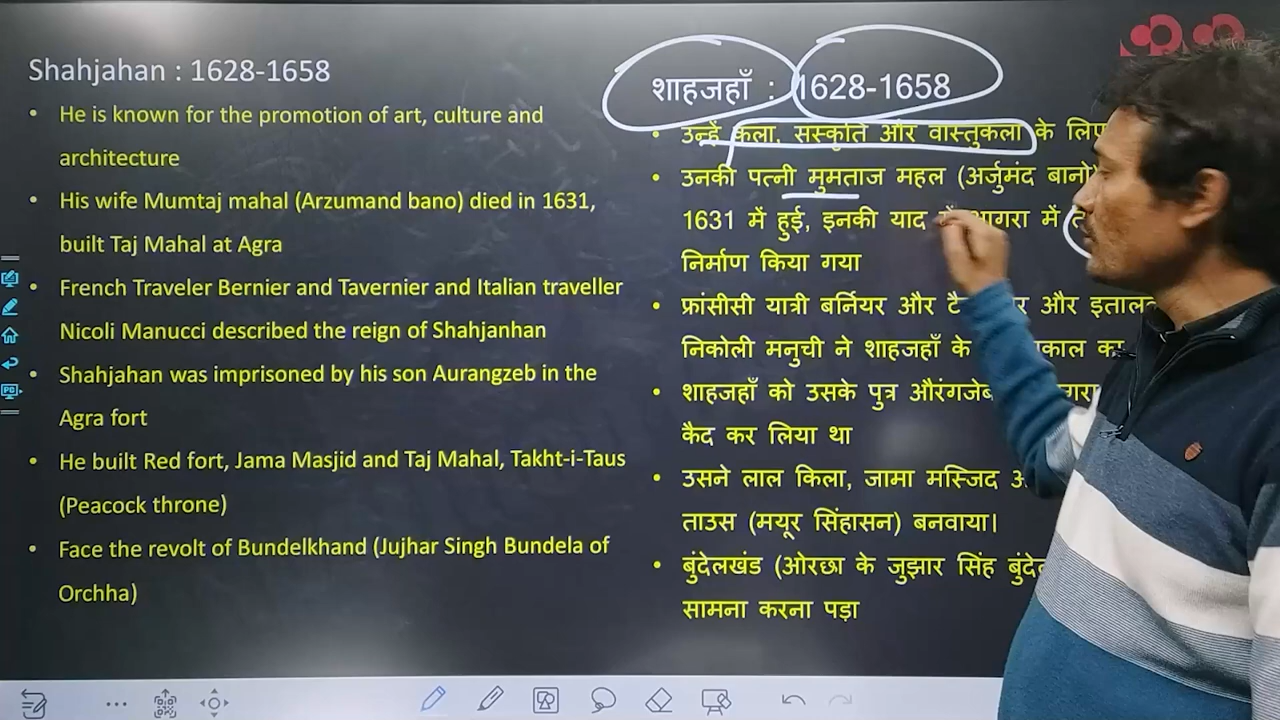 Shahjahan : 1628-1658
• He is known for the promotion of art, culture and
architecture
• His wife Mumtaj mahal (Arzumand bano) died in 1631,
built Taj Mahal at Agra
• French Traveler Bernier and Tavernier and Italian traveller
Nicoli Manucci described the reign of Shahjanhan
• Shahjahan was imprisoned by his son Aurangzeb in the
Agra fort
• He built Red fort, Jama Masjid and Taj Mahal, Takht-i-Taus
(Peacock throne)
• Face the revolt of Bundelkhand (Jujhar Singh Bundela of
Orchha)
शाहजहाँ : 1628-1658
• उन्हें कला, संस्कृति और वास्तुकला के
• उनकी पत्नी मुमताज महल (अर्जुमंद बानो)
1631 में हुई, इनकी याद आगरा में
निर्माण किया गया
• फ्रांसीसी यात्री बर्नियर और और
निकोली मनुची ने शाहजहाँ के
• शाहजहाँ को उसके पुत्र
कैद कर लिया था
• उसने लाल किला, जामा मस्जिद
ताउस (मयूर सिंहासन) बनवाया।
• बुंदेलखंड (ओरछा के जुझार सिंह
सामना करना पड़ा